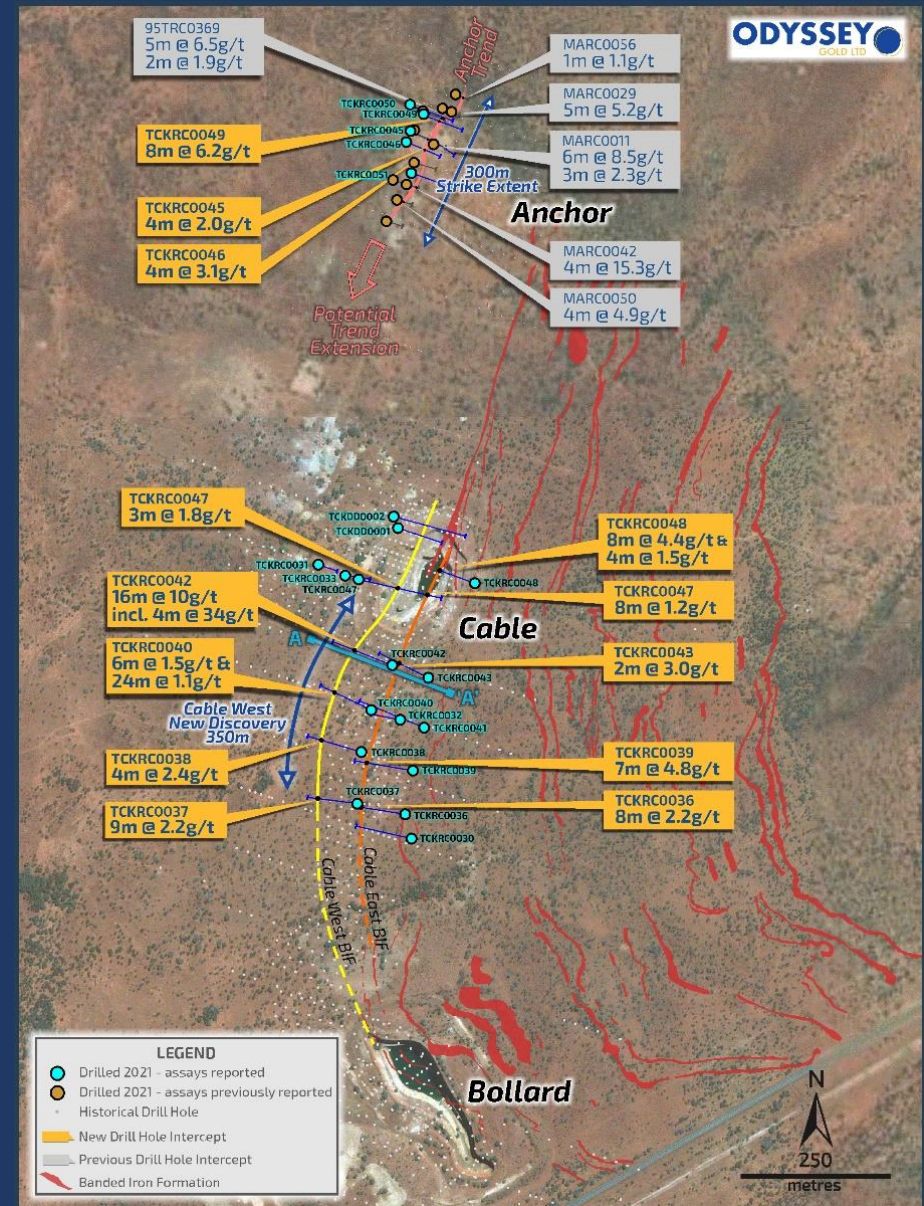 ODYSSEY
GOLD LTD
95TRC0369
5m @ 6.5g/t
2m @ 1.9g/t
Anchor
Trend
MARC0056
1m @ 1.1g/t
MARC0029
5m @ 5.2g/t
MARC0011
6m @ 8.5g/t
3m @ 2.3g/t
TCKRC0050
TCKRC0049
TCKRC0045
TCKRC0046
TCKRC0051
TCKRC0049
8m @ 6.2g/t
300m
Strike Extent
Anchor
TCKRC0045
4m @ 2.0g/t
TCKRC0046
4m @ 3.1g/t
MARC0042
4m @ 15.3g/t
MARC0050
4m @ 4.9g/t
Potential
Trend
Extension
TCKRC0047
3m @ 1.8g/t
TCKDD0002
TCKDD0001
TCKRC0048
8m @ 4.4g/t &
4m @ 1.5g/t
TCKRC0031
TCKRC0033
TCKRC0047
TCKRC0048
TCKRC0042
16m @ 10g/t
incl. 4m @ 34g/t
TCKRC0047
8m @ 1.2g/t
Cable
A
TCKRC0042
TCKRC0043
A'
TCKRC0043
2m @ 3.0g/t
TCKRC0040
6m @ 1.5g/t &
24m @ 1.1g/t
Cable West
New Discovery
350m
TCKRC0040
TCKRC0032
TCKRC0041
TCKRC0038
4m @ 2.4g/t
TCKRC0038
TCKRC0039
TCKRC0039
7m @ 4.8g/t
TCKRC0037
9m @ 2.2g/t
TCKRC0037
TCKRC0036
TCKRC0030
TCKRC0036
8m @ 2.2g/t
Cable West BIF
Cable East BIF
Bollard
LEGEND
Drilled 2021 - assays reported
Drilled 2021 - assays previously reported
Historical Drill Hole
New Drill Hole Intercept
Previous Drill Hole Intercept
Banded Iron Formation
N
250
metres